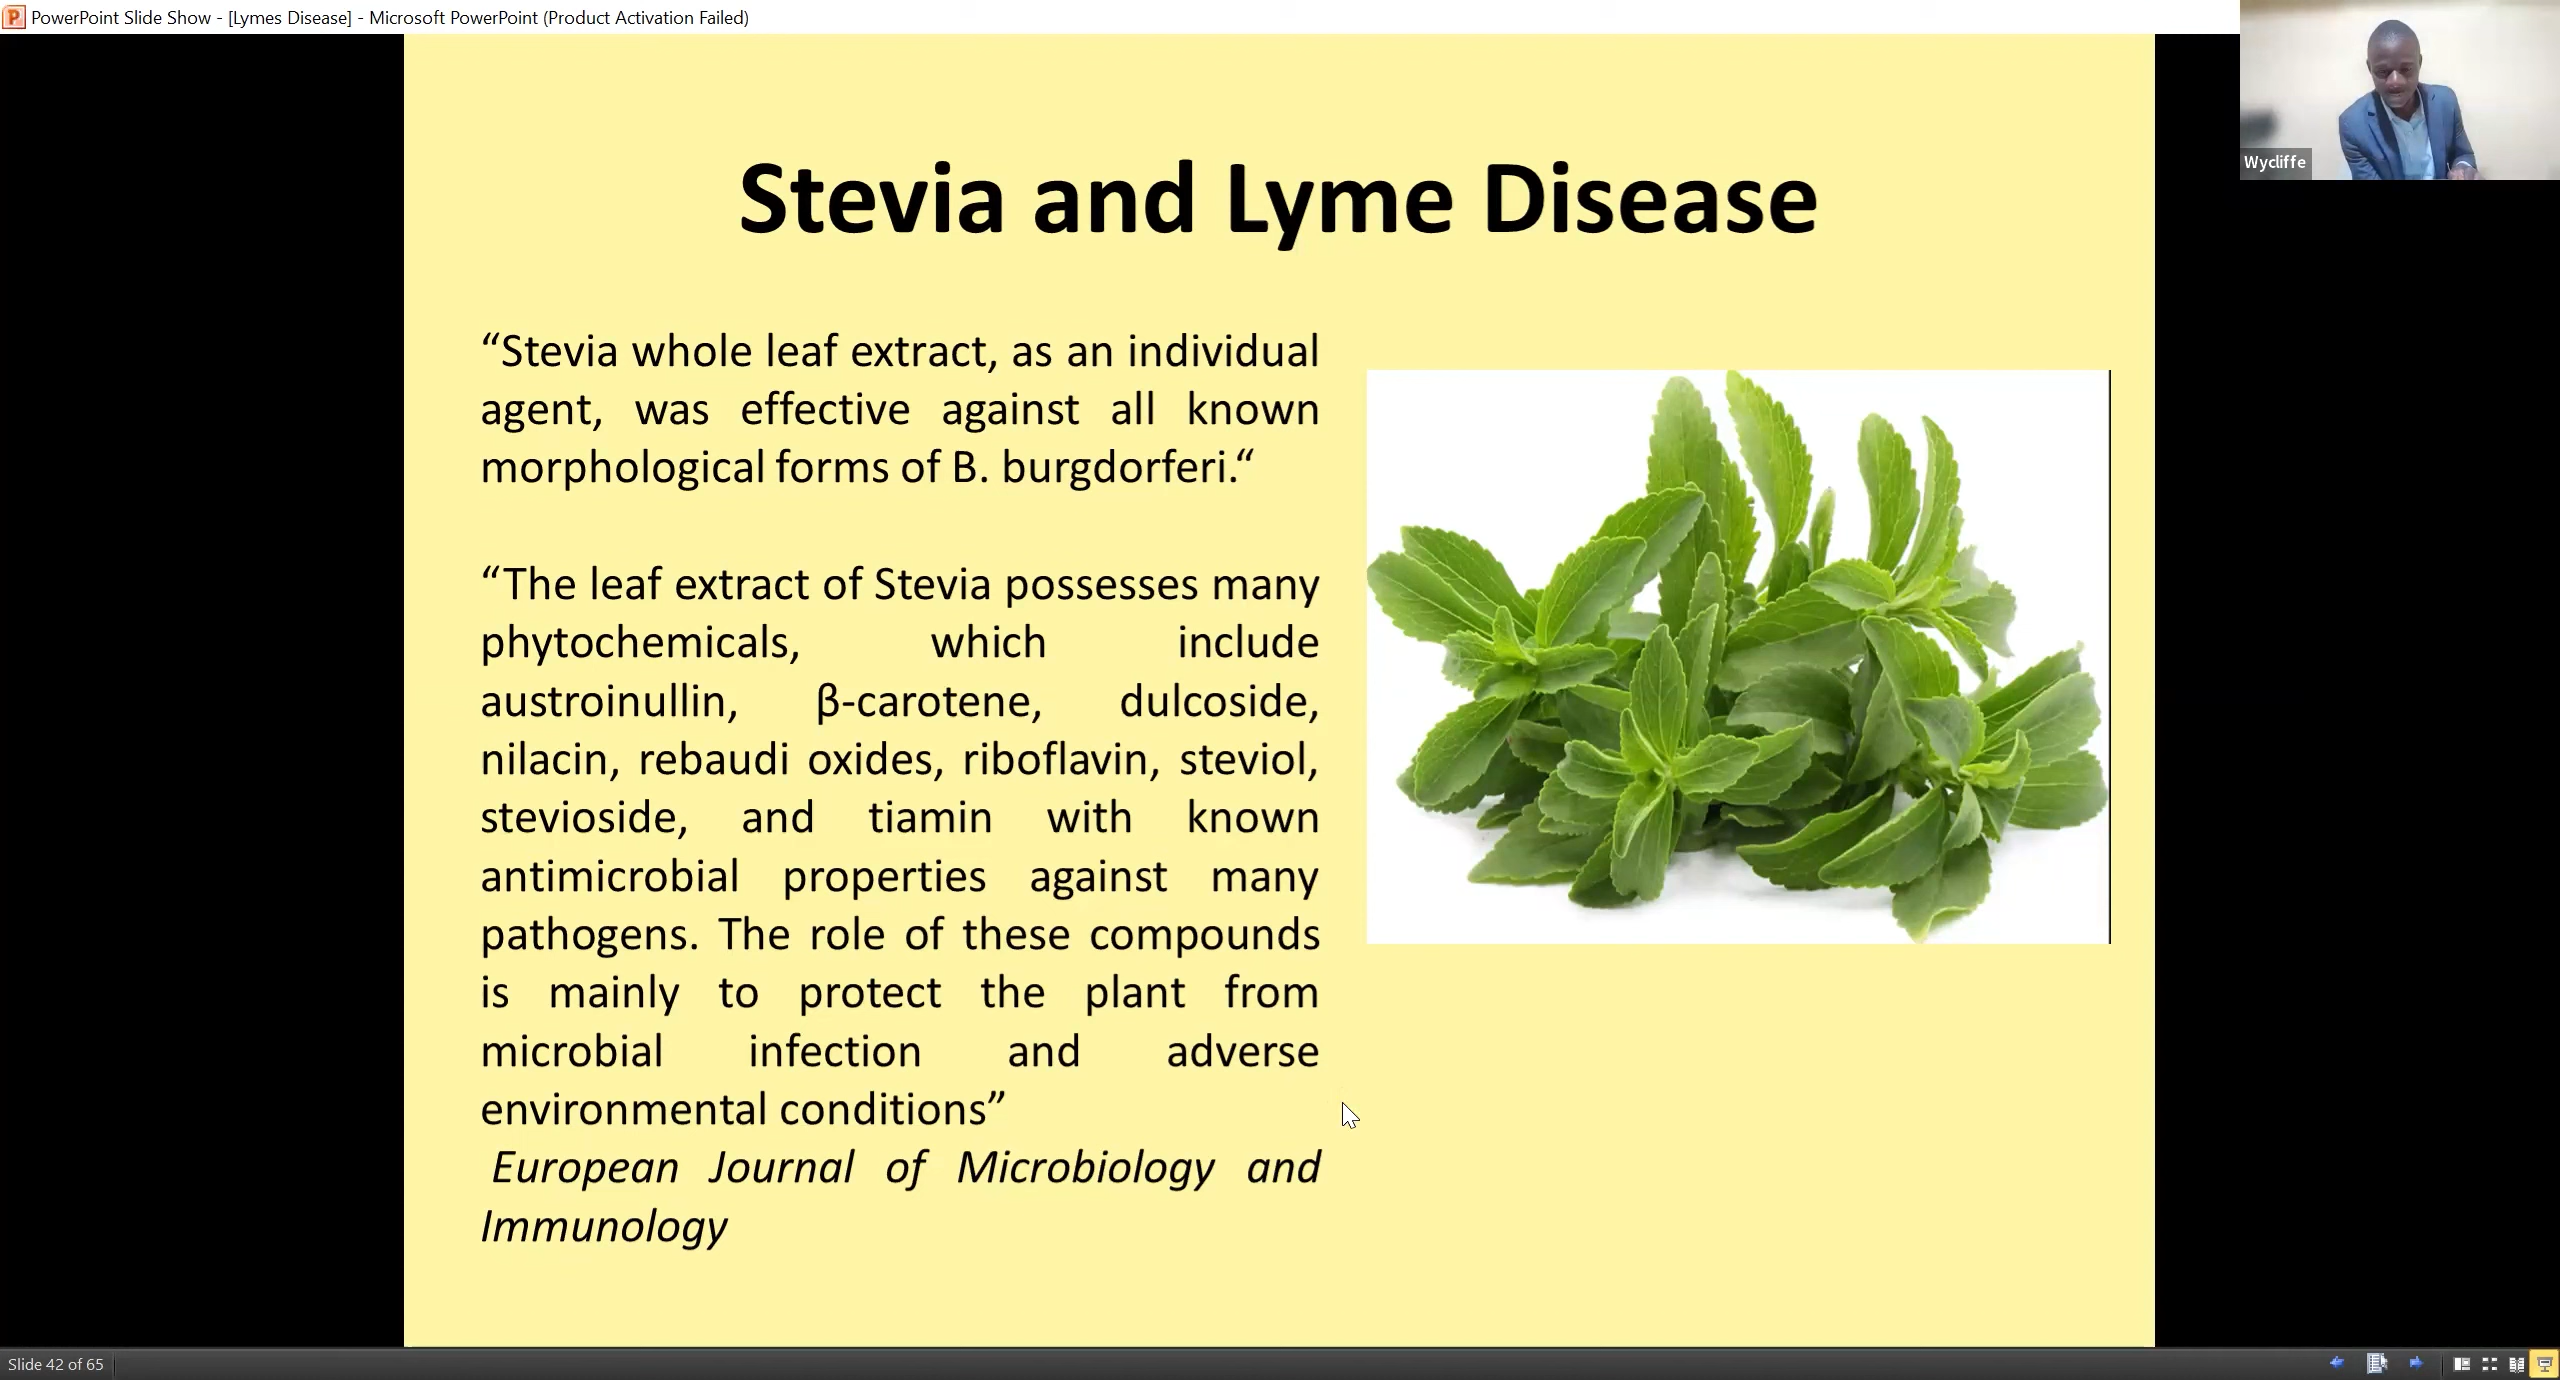 PowerPoint Slide Show - [Lymes Disease] - Microsoft PowerPoint (Product Activation Failed)
Wycliffe
Stevia and Lyme Disease
“Stevia whole leaf extract, as an individual
agent, was effective against all known
morphological forms of B. burgdorferi.“
“The leaf extract of Stevia possesses many
phytochemicals, which include
austroinullin, β-carotene, dulcoside,
nilacin, rebaudi oxides, riboflavin, steviol,
stevioside, and tiamin with known
antimicrobial properties against many
pathogens. The role of these compounds
is mainly to protect the plant from
microbial infection and adverse
environmental conditions”
European Journal of Microbiology and
Immunology
Slide 42 of 65